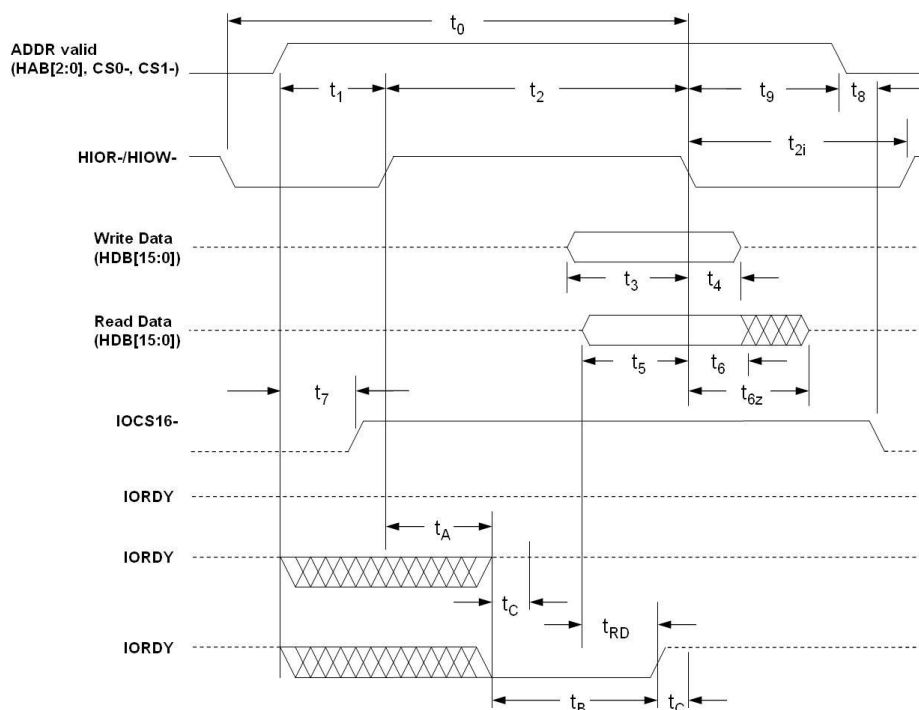 t0
ADDR valid
(HAB[2:0], CS0-, CS1-)
t1
t2
t9
t8
HIOR-/HIOW-
t2i
Write Data
(HDB[15:0])
t3
t4
Read Data
(HDB[15:0])
t5
t6
t7
t6z
IOCS16-
IORDY
tA
IORDY
tC
tRD
IORDY
tB
tC